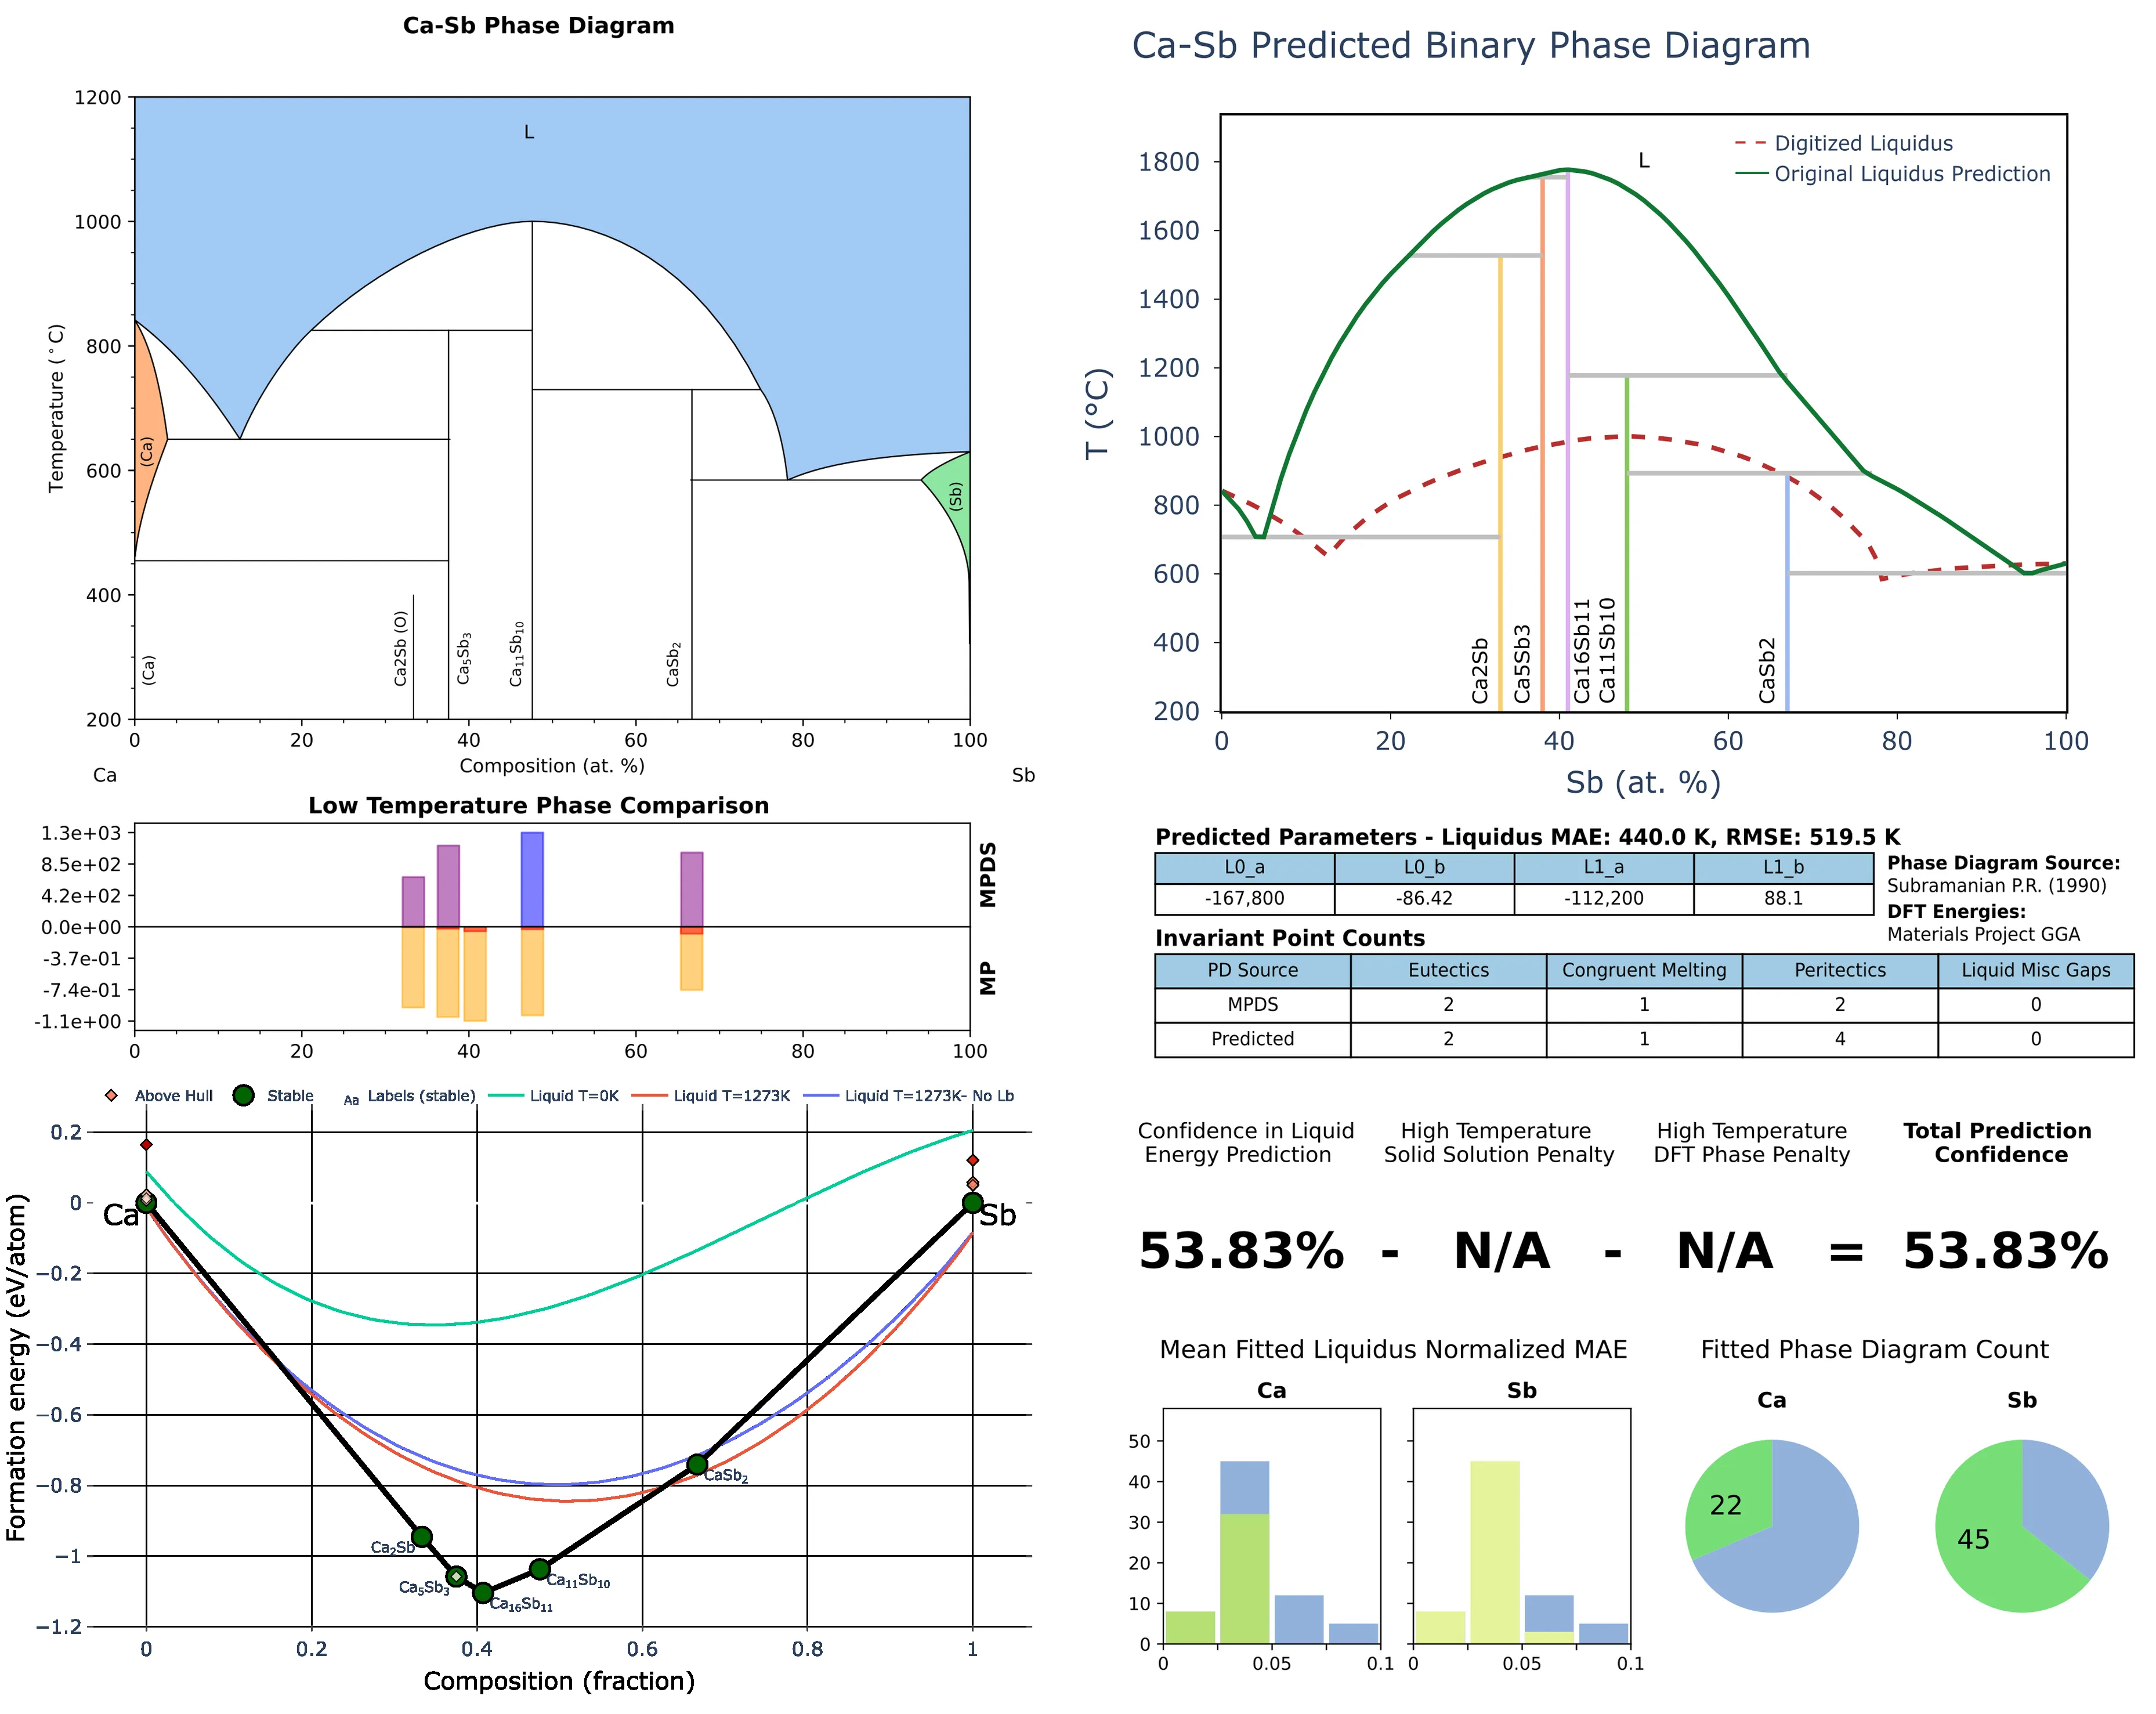 Ca-Sb Phase Diagram
1200
1000
800
600
400
200
Temperature (°C)
L
(Ca)
(Ca)
Ca2Sb (O)
Ca5Sb3
Ca11Sb10
CaSb2
(Sb)
0 20 40 60 80 100
Composition (at. %)
Ca Sb
Ca-Sb Predicted Binary Phase Diagram
1800
1600
1400
1200
1000
800
600
400
200
T (°C)
L
Digitized Liquidus
Original Liquidus Prediction
Ca2Sb
Ca5Sb3
Ca16Sb11
Ca11Sb10
CaSb2
0 20 40 60 80 100
Sb (at. %)
Low Temperature Phase Comparison
1.3e+03
8.5e+02
4.2e+02
0.0e+00
-3.7e-01
-7.4e-01
-1.1e+00
MPDS
MP
0 20 40 60 80 100
Predicted Parameters - Liquidus MAE: 440.0 K, RMSE: 519.5 K
L0_a L0_b L1_a L1_b
-167,800 -86.42 -112,200 88.1
Phase Diagram Source:
Subramanian P.R. (1990)
DFT Energies:
Materials Project GGA
Invariant Point Counts
PD Source Eutectics Congruent Melting Peritectics Liquid Misc Gaps
MPDS 2 1 2 0
Predicted 2 1 4 0
Above Hull Stable Aa Labels (stable) Liquid T=0K Liquid T=1273K Liquid T=1273K- No Lb
0.2
0
−0.2
−0.4
−0.6
−0.8
−1
−1.2
Formation energy (eV/atom)
Ca
Sb
Ca2Sb
Ca5Sb3
Ca16Sb11
Ca11Sb10
CaSb2
0 0.2 0.4 0.6 0.8 1
Composition (fraction)
Confidence in Liquid
Energy Prediction
High Temperature
Solid Solution Penalty
High Temperature
DFT Phase Penalty
Total Prediction
Confidence
53.83% - N/A - N/A = 53.83%
Mean Fitted Liquidus Normalized MAE
Ca Sb
50
40
30
20
10
0
0 0.05 0.1 0 0.05 0.1
Fitted Phase Diagram Count
Ca Sb
22 45